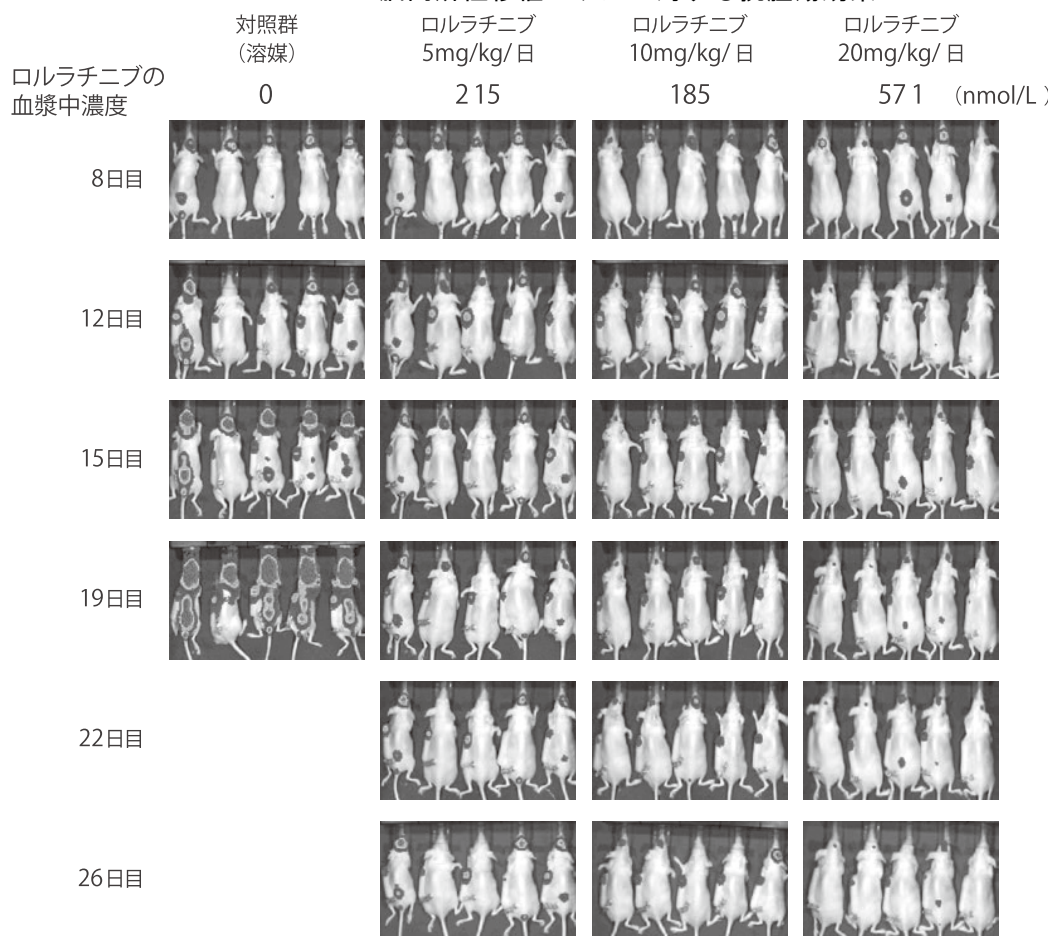 対照群
(溶媒)
ロルラチニブ
5mg/kg/日
ロルラチニブ
10mg/kg/日
ロルラチニブ
20mg/kg/日
ロルラチニブの
血漿中濃度
0
215
185
571 (nmol/L)
8日目
12日目
15日目
19日目
22日目
26日目